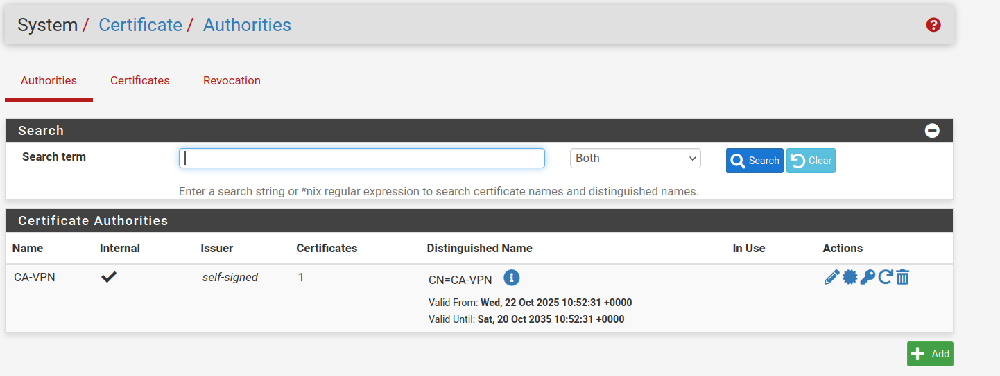 System / Certificate / Authorities
Authorities Certificates Revocation
Search
Search term Both Search Clear
Enter a search string or *nix regular expression to search certificate names and distinguished names.
Certificate Authorities
Name Internal Issuer Certificates Distinguished Name In Use Actions
CA-VPN self-signed 1 CN=CA-VPN
Valid From: Wed, 22 Oct 2025 10:52:31 +0000
Valid Until: Sat, 20 Oct 2035 10:52:31 +0000
Add